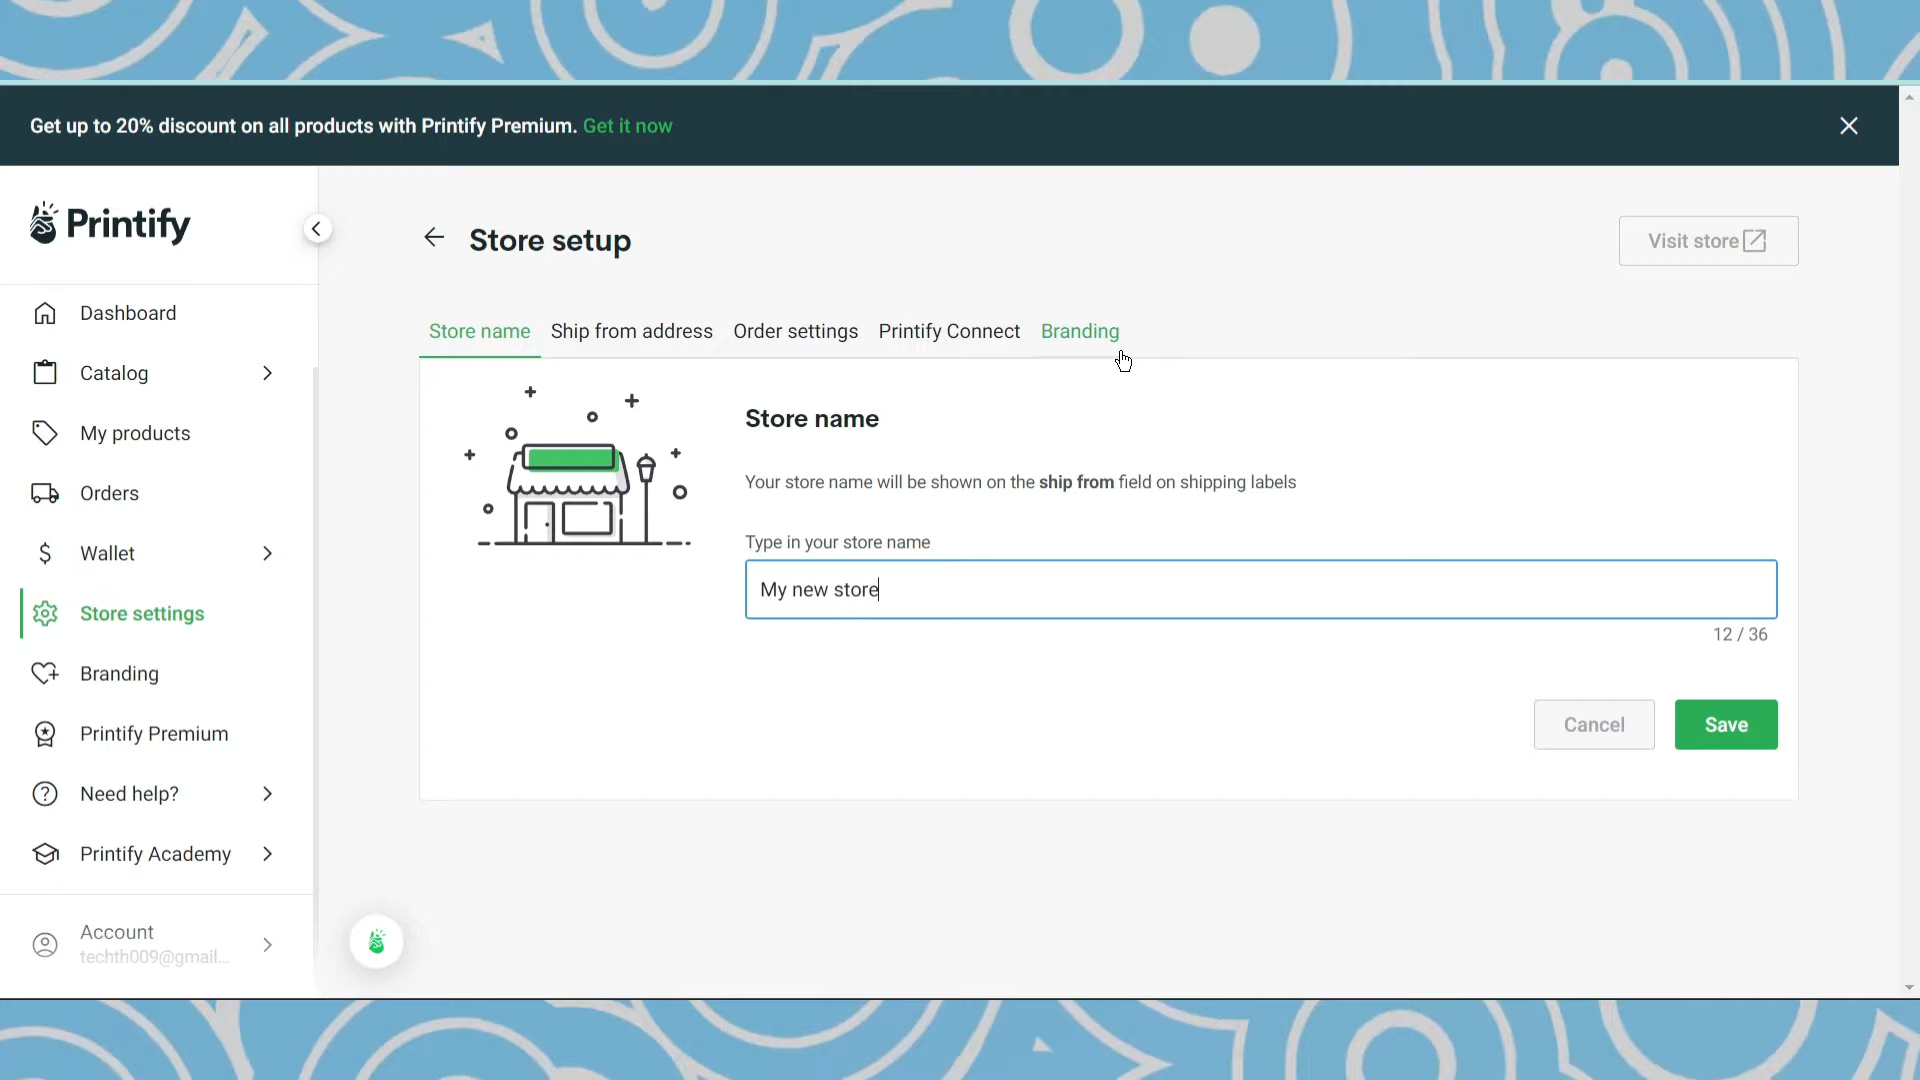 Get up to 20% discount on all products with Printify Premium. Get it now
Printify
Dashboard
Catalog
My products
Orders
Wallet
Store settings
Branding
Printify Premium
Need help?
Printify Academy
Account
techth009@gmail...
Store setup
Visit store
Store name Ship from address Order settings Printify Connect Branding
Store name
Your store name will be shown on the ship from field on shipping labels
Type in your store name
My new store
12 / 36
Cancel Save